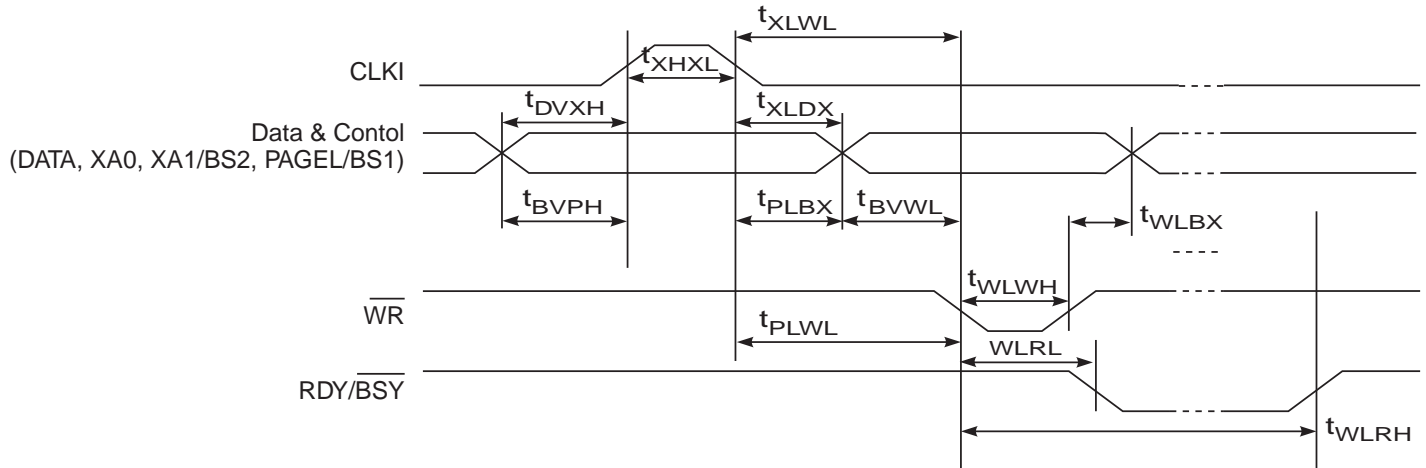 tXLWL
CLKI
tXHXL
tDVXH
tXLDX
Data & Contol
(DATA, XA0, XA1/BS2, PAGEL/BS1)
tBVPH
tPLBX
tBVWL
tWLBX
tWLWH
WR
tPLWL
WLRL
RDY/BSY
tWLRH